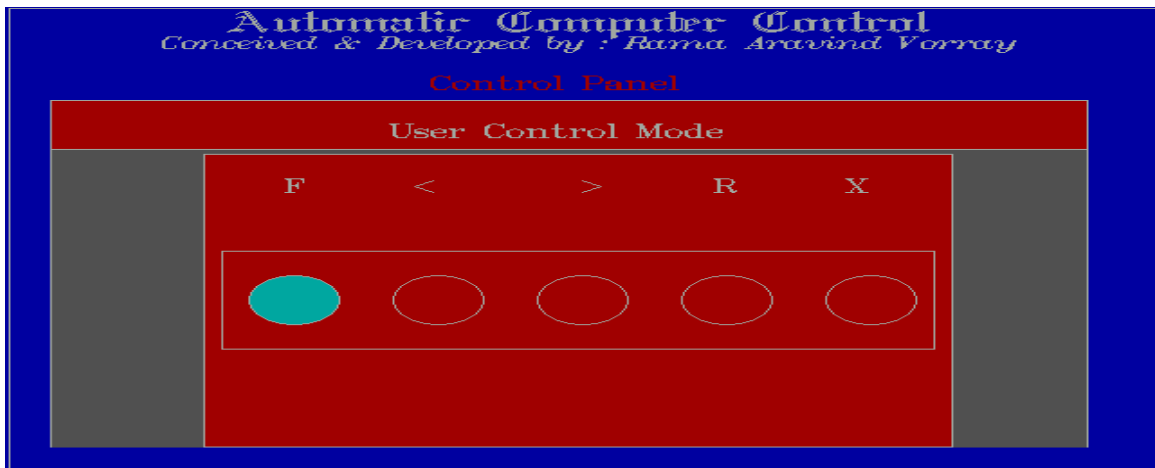 Automatic Computer Control
Conceived & Developed by : Rama Aravind Vorray
Control Panel
User Control Mode
F < > R X